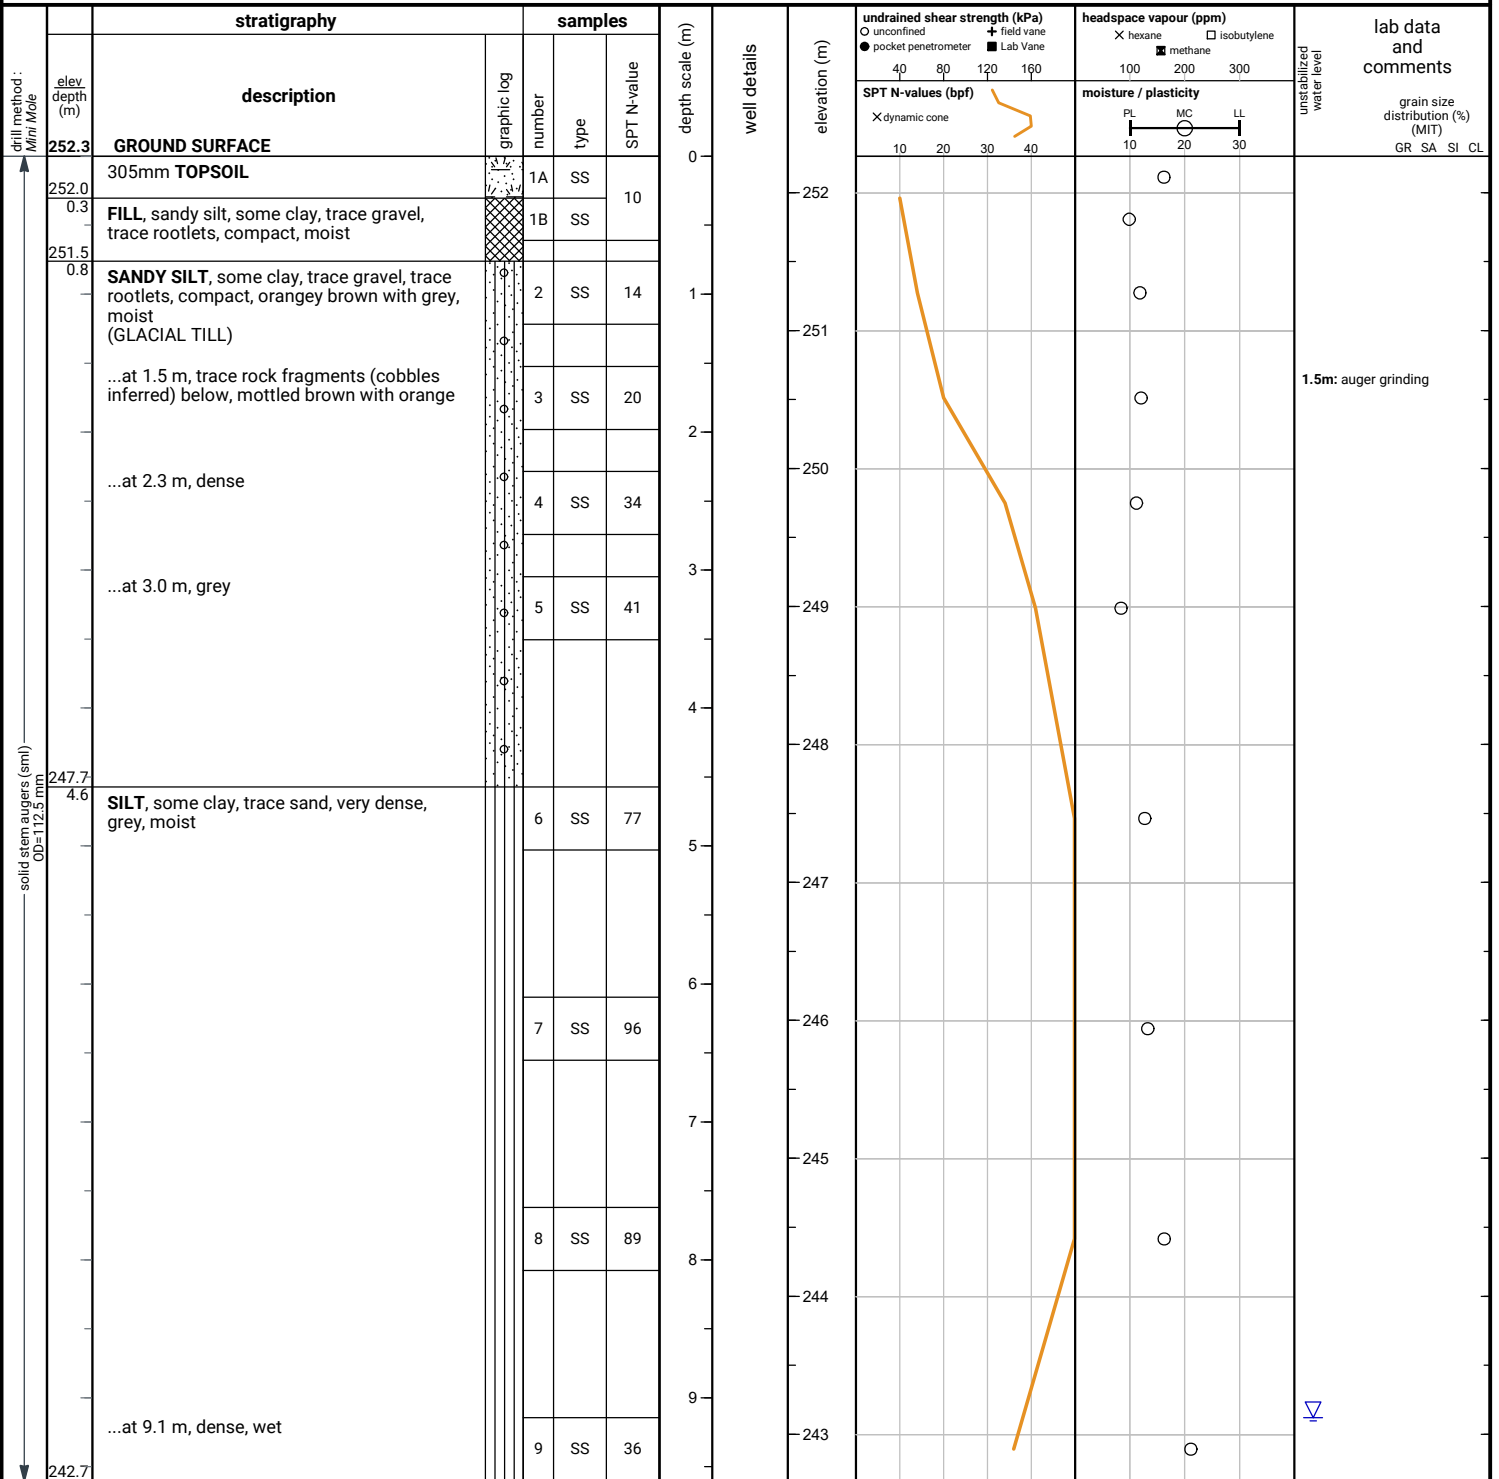 stratigraphy
samples
drill method :
Mini Mole
elev
depth
(m)
description
graphic log
number
type
SPT N-value
depth scale (m)
well details
elevation (m)
undrained shear strength (kPa)
unconfined
field vane
pocket penetrometer
Lab Vane
40 80 120 160
SPT N-values (bpf)
dynamic cone
10 20 30 40
headspace vapour (ppm)
hexane
isobutylene
methane
100 200 300
moisture / plasticity
PL MC LL
10 20 30
unstabilized
water level
lab data
and
comments
grain size
distribution (%)
(MIT)
GR SA SI CL
252.3 GROUND SURFACE
305mm TOPSOIL
252.0
0.3
FILL, sandy silt, some clay, trace gravel,
trace rootlets, compact, moist
251.5
0.8
SANDY SILT, some clay, trace gravel, trace
rootlets, compact, orangey brown with grey,
moist
(GLACIAL TILL)
...at 1.5 m, trace rock fragments (cobbles
inferred) below, mottled brown with orange
...at 2.3 m, dense
...at 3.0 m, grey
247.7
4.6
SILT, some clay, trace sand, very dense,
grey, moist
...at 9.1 m, dense, wet
242.7
solid stem augers (sml)
OD=112.5 mm
1A SS
10
1B SS
2 SS 14
3 SS 20
4 SS 34
5 SS 41
6 SS 77
7 SS 96
8 SS 89
9 SS 36
0
1
2
3
4
5
6
7
8
9
252
251
250
249
248
247
246
245
244
243
1.5m: auger grinding